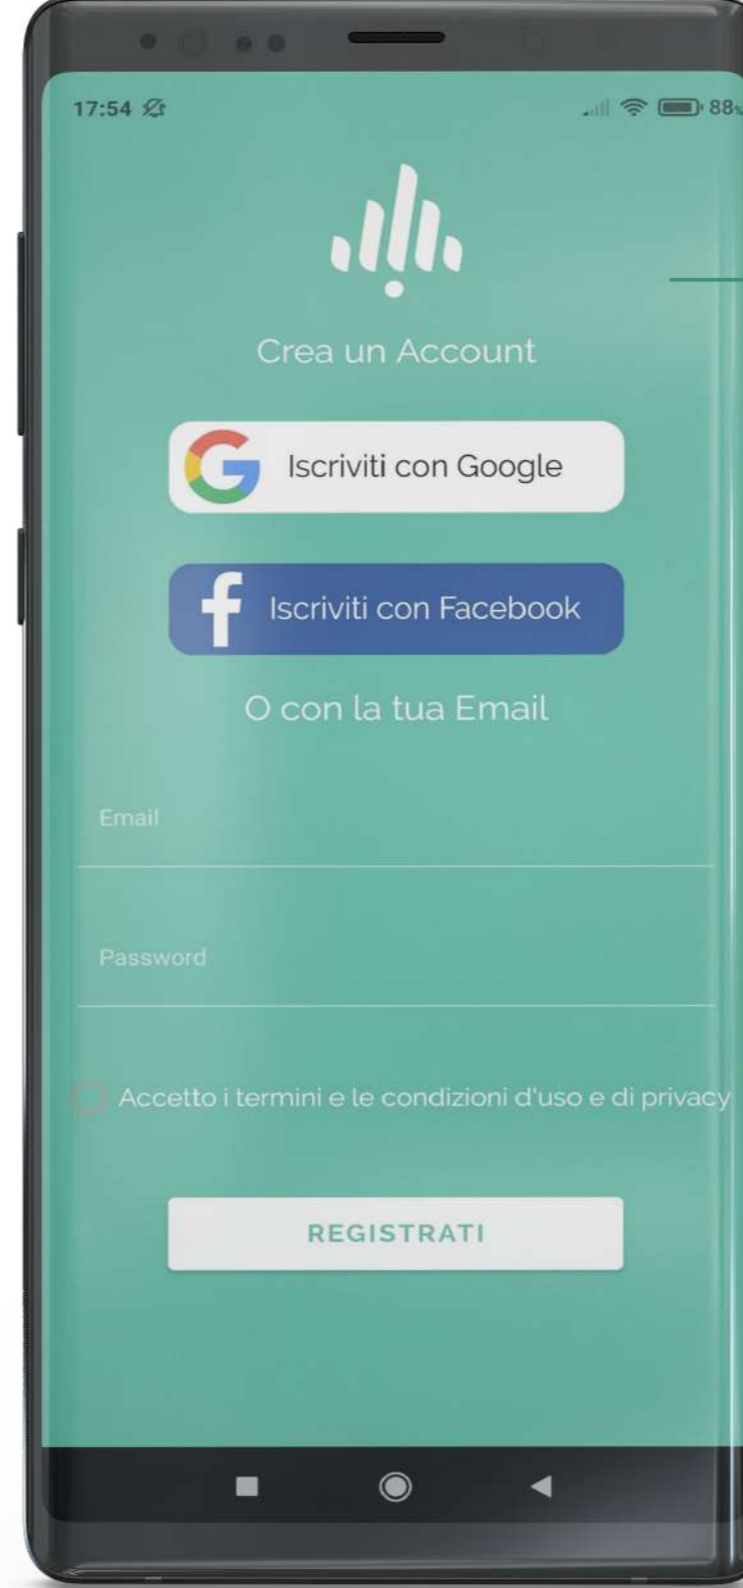 17:54 88%
Crea un Account
Iscriviti con Google
f Iscriviti con Facebook
O con la tua Email
Email
Password
Accetto i termini e le condizioni d'uso e di privacy
REGISTRATI